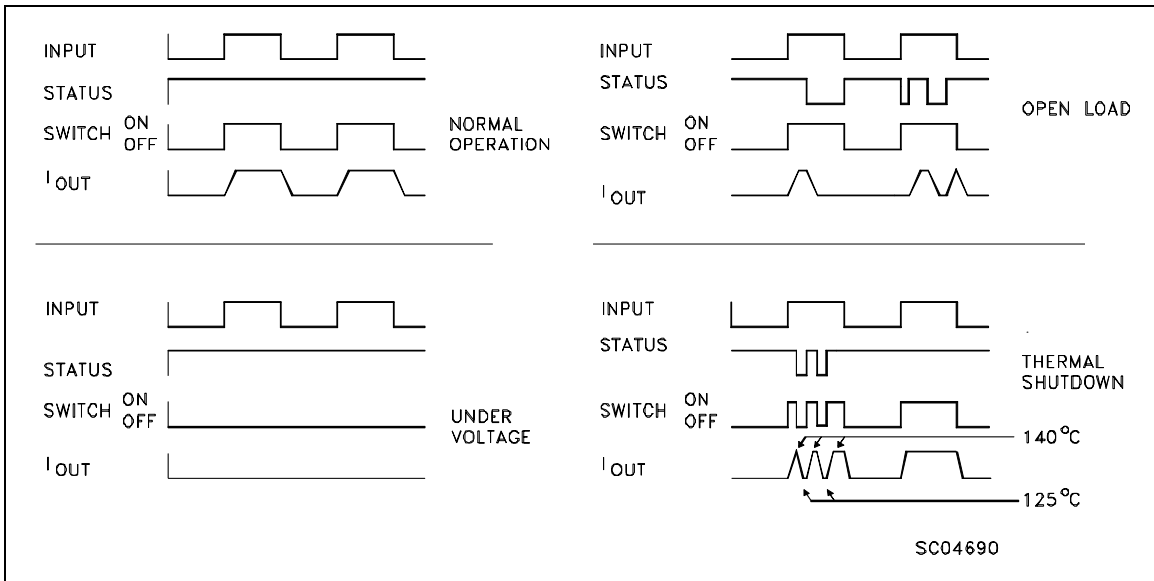 INPUT
STATUS
SWITCH ON
OFF
I OUT
NORMAL
OPERATION
INPUT
STATUS
SWITCH ON
OFF
I OUT
OPEN LOAD
INPUT
STATUS
SWITCH ON
OFF
I OUT
UNDER
VOLTAGE
INPUT
STATUS
SWITCH ON
OFF
I OUT
THERMAL
SHUTDOWN
140°C
125°C
SC04690